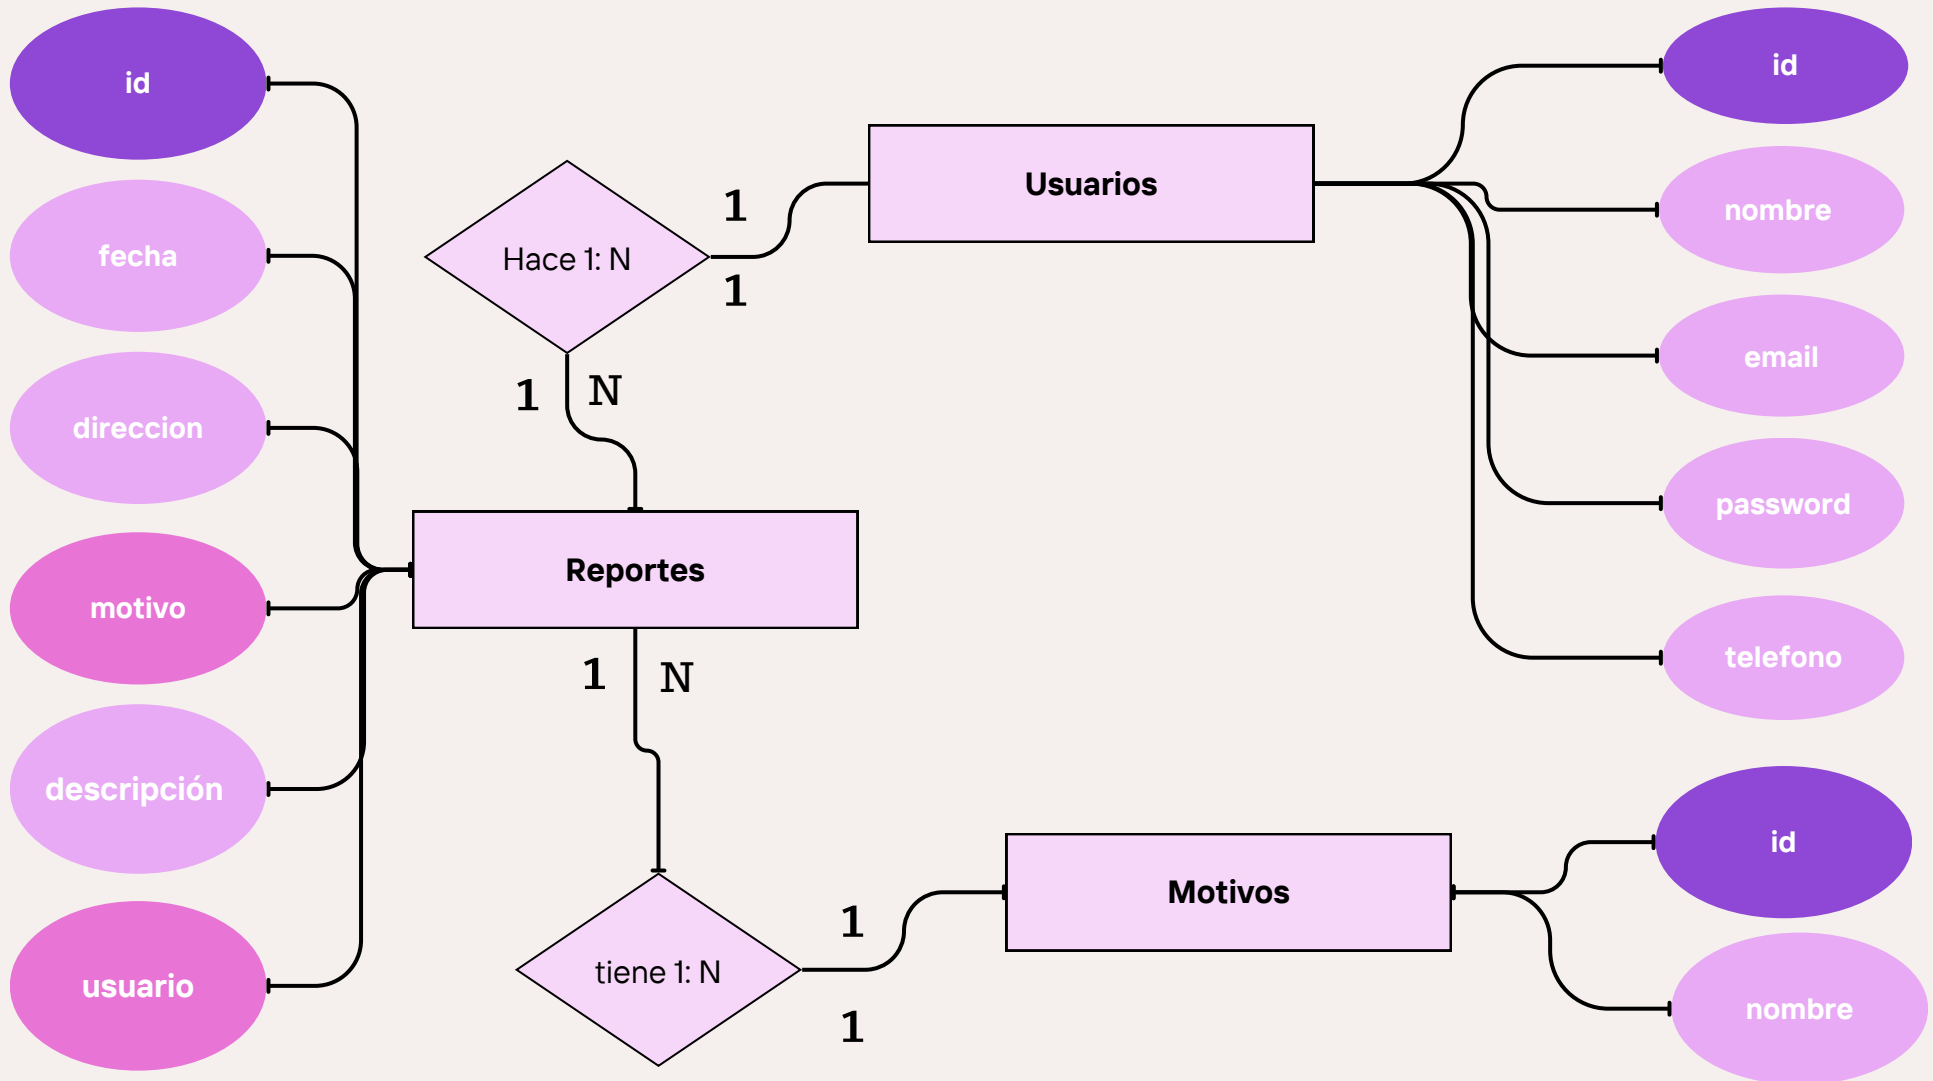 id
fecha
direccion
motivo
descripción
usuario
Hace 1: N
1
1
1 N
Usuarios
Reportes
1 N
tiene 1: N
1
1
Motivos
id
nombre
email
password
telefono
id
nombre